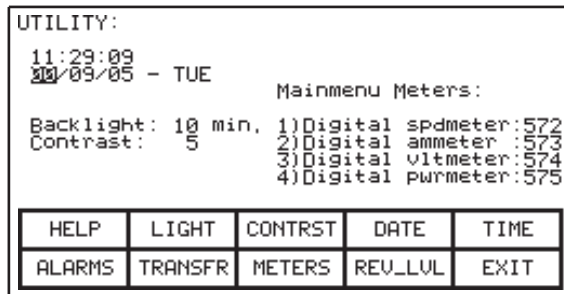 UTILITY:
11:29:09
00/09/05 - TUE
Mainmenu Meters:
Backlight: 10 min. 1)Digital spdmeter:572
Contrast: 5 2)Digital ammeter :573
3)Digital vltmeter:574
4)Digital pwrmeter:575
HELP LIGHT CONTRST DATE TIME
ALARMS TRANSFR METERS REV_LVL EXIT